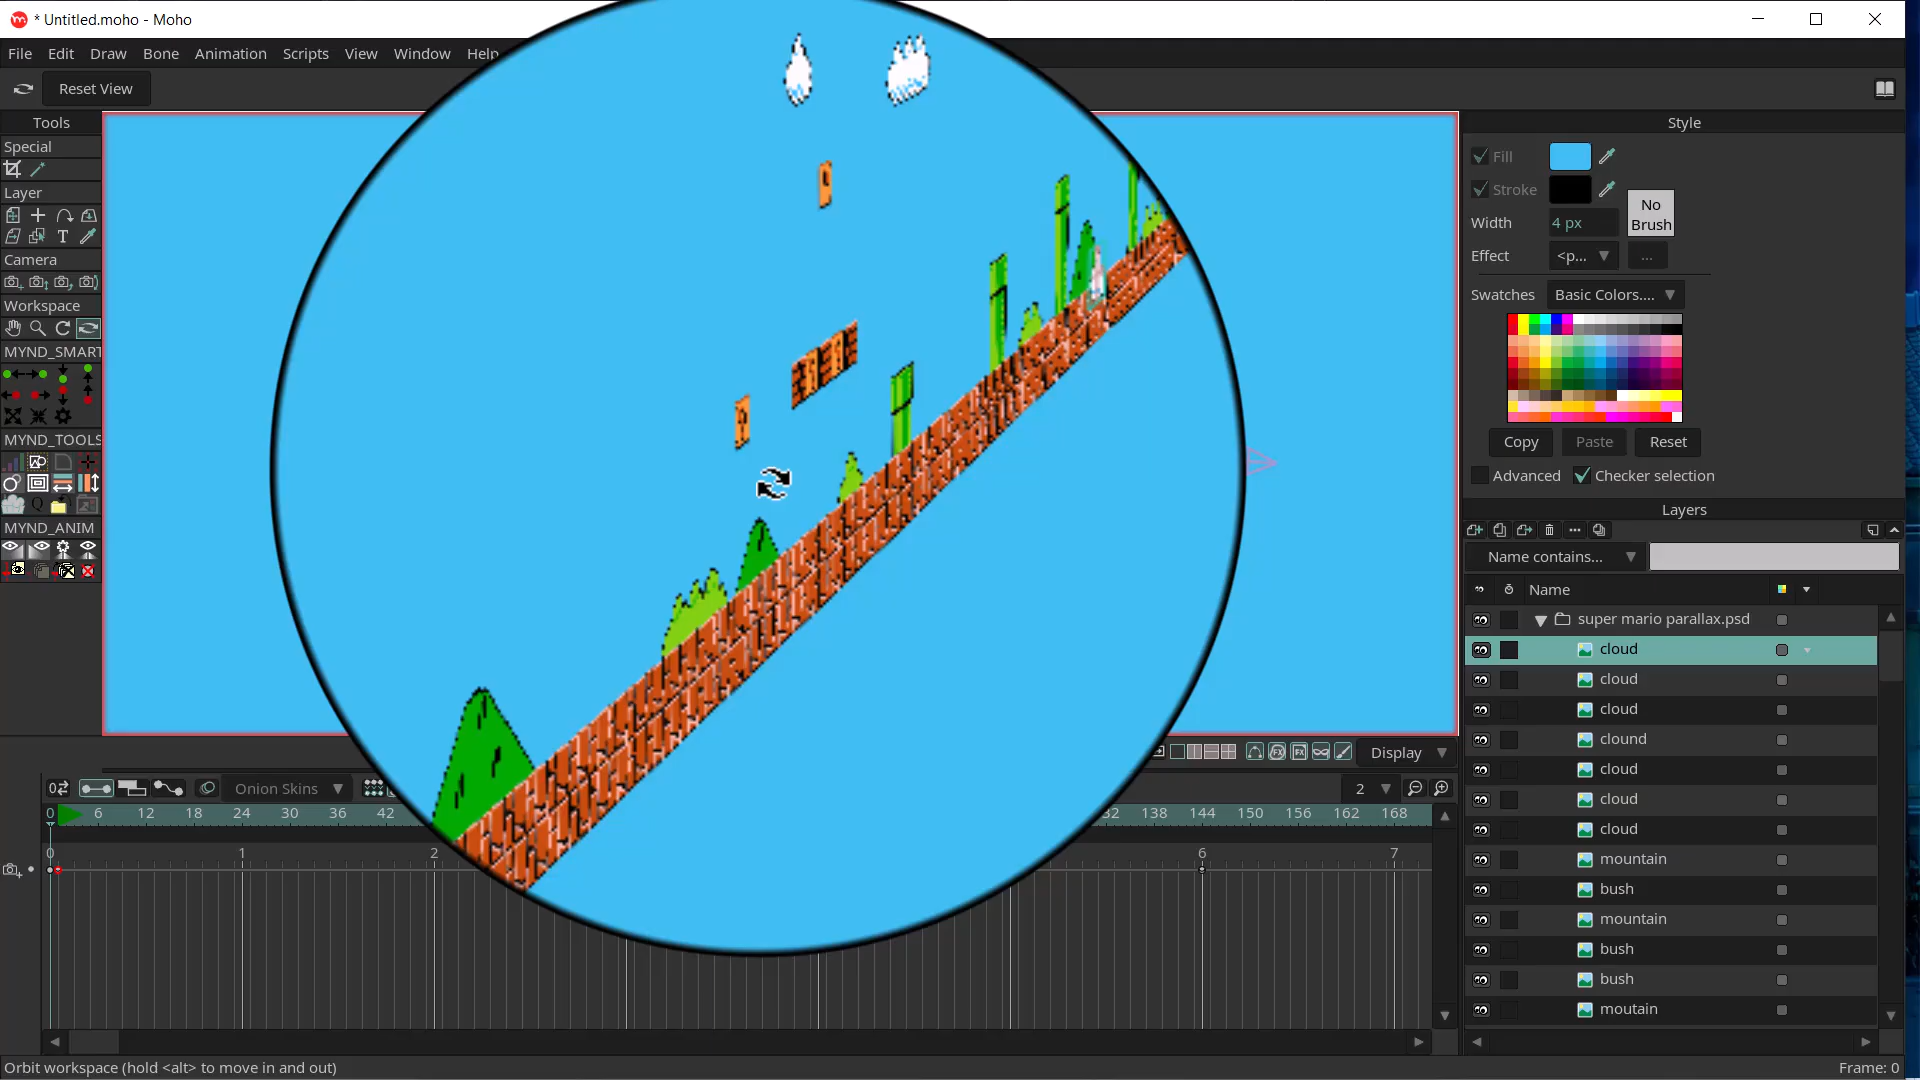 * Untitled.moho - Moho
File Edit Draw Bone Animation Scripts View Window Help
Reset View
Tools
Special
Layer
Camera
Workspace
MYND_SMART
MYND_TOOLS
MYND_ANIM
Style
Fill
Stroke
Width 4 px
No Brush
Effect <p... ...
Swatches Basic Colors....
Copy Paste Reset
Advanced Checker selection
Layers
Name contains...
Name
super mario parallax.psd
cloud
cloud
cloud
clound
cloud
cloud
cloud
mountain
bush
mountain
bush
bush
moutain
Display
Onion Skins 2
0 6 12 18 24 30 36 42 32 138 144 150 156 162 168
0 1 2 6 7
Orbit workspace (hold <alt> to move in and out) Frame: 0